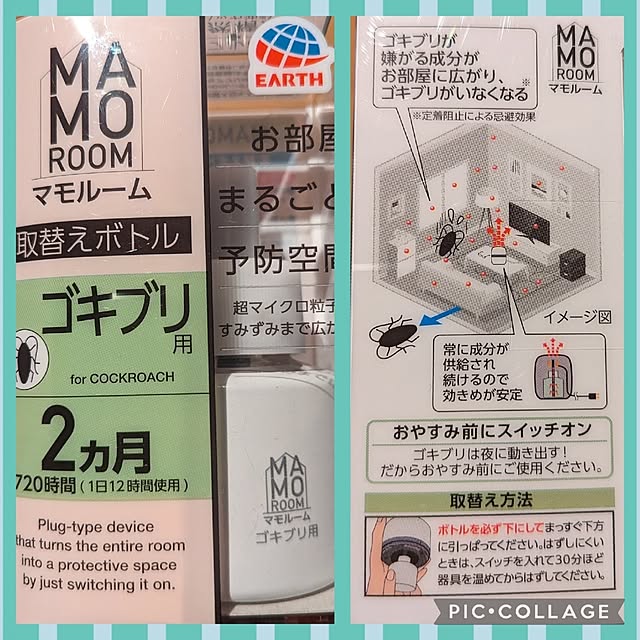 MA
MO
ROOM
マモルーム
取替えボトル
ゴキブリ
用
for COCKROACH
2ヵ月
720時間(1日12時間使用)
Plug-type device
that turns the entire room
into a protective space
by just switching it on.
EARTH
お部屋
まるごと
予防空間
超マイクロ粒子
すみずみまで広が
MA
MO
ROOM
マモルーム
ゴキブリ用
ゴキブリが
嫌がる成分が
お部屋に広がり、
ゴキブリがいなくなる※
※定着阻止による忌避効果
MA
MO
ROOM
マモルーム
イメージ図
常に成分が
供給され
続けるので
効きめが安定
おやすみ前にスイッチオン
ゴキブリは夜に動き出す!
だからおやすみ前にご使用ください。
取替え方法
ボトルを必ず下にしてまっすぐ下方
に引っぱってください。はずしにくい
ときは、スイッチを入れて30分ほど
器具を温めてからはずしてください。
PIC•COLLAGE